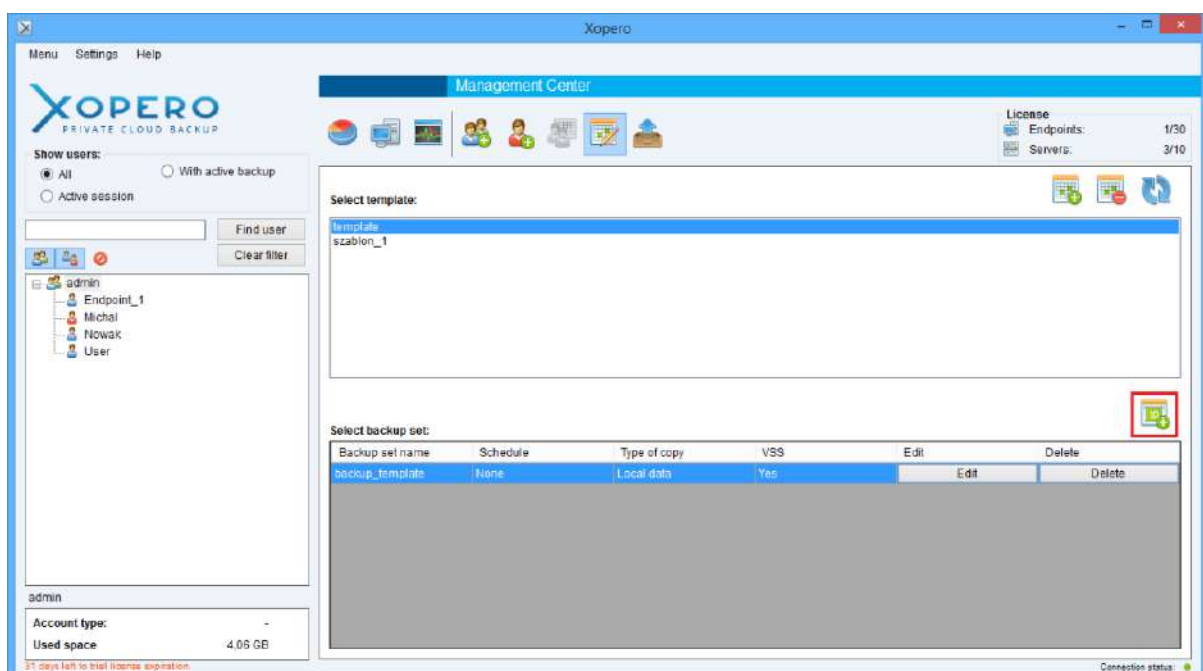 Xopero
Menu Settings Help
XOPERO
PRIVATE CLOUD BACKUP
Management Center
License
Endpoints: 1/30
Servers: 3/10
Show users:
All
With active backup
Active session
Find user
Clear filter
admin
Endpoint_1
Michal
Nowak
User
Select template:
template
szablon_1
Select backup set:
Backup set name Schedule Type of copy VSS Edit Delete
backup_template None Local data Yes Edit Delete
admin
Account type: -
Used space 4,06 GB
31 days left to trial license expiration
Connection status: